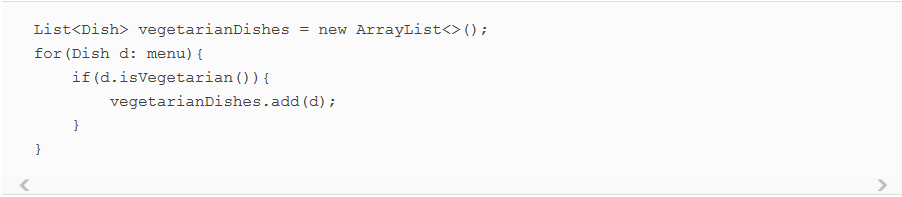 List<Dish> vegetarianDishes = new ArrayList<>();
for(Dish d: menu){
    if(d.isVegetarian()){
        vegetarianDishes.add(d);
    }
}